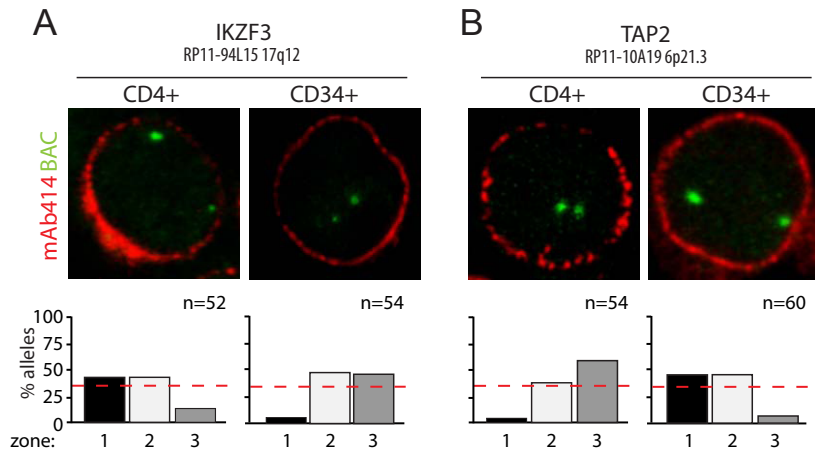 A
IKZF3
RP11-94L15 17q12
CD4+
CD34+
B
TAP2
RP11-10A19 6p21.3
CD4+
CD34+
mAb414 BAC
n=52
n=54
n=54
n=60
% alleles
100
75
50
25
0
zone: 1 2 3 1 2 3 1 2 3 1 2 3